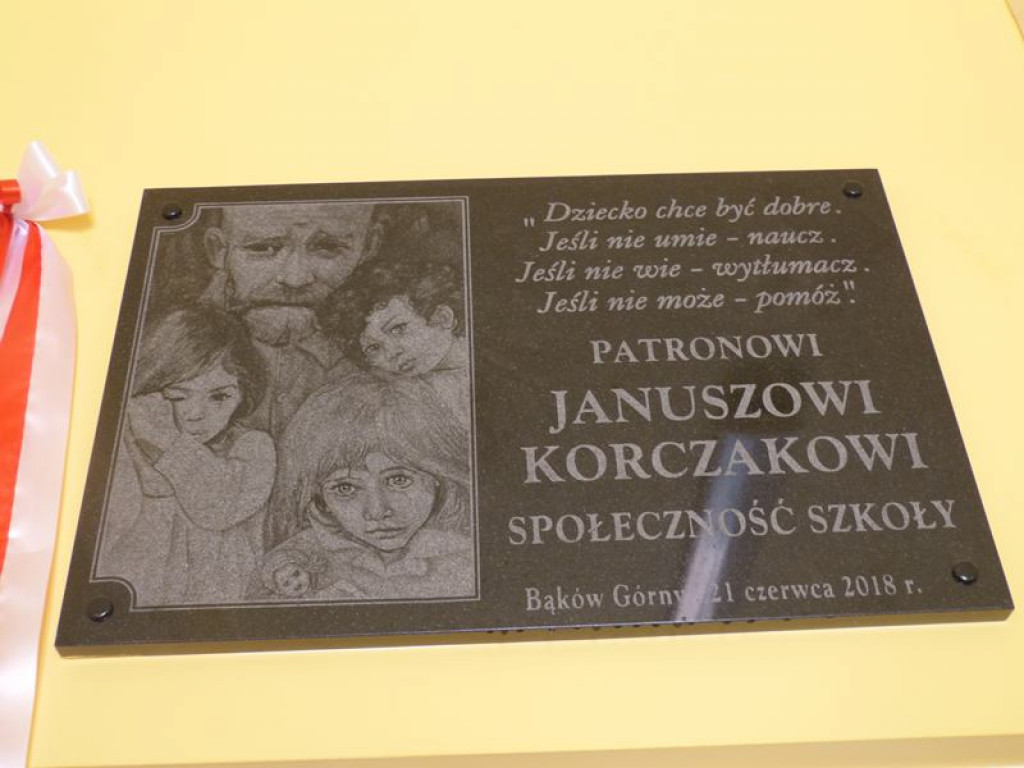 „Dziecko chce być dobre.
Jeśli nie umie – naucz.
Jeśli nie wie – wytłumacz.
Jeśli nie może – pomóż".
PATRONOWI
JANUSZOWI
KORCZAKOWI
SPOŁECZNOŚĆ SZKOŁY
Bąków Górny 21 czerwca 2018 r.